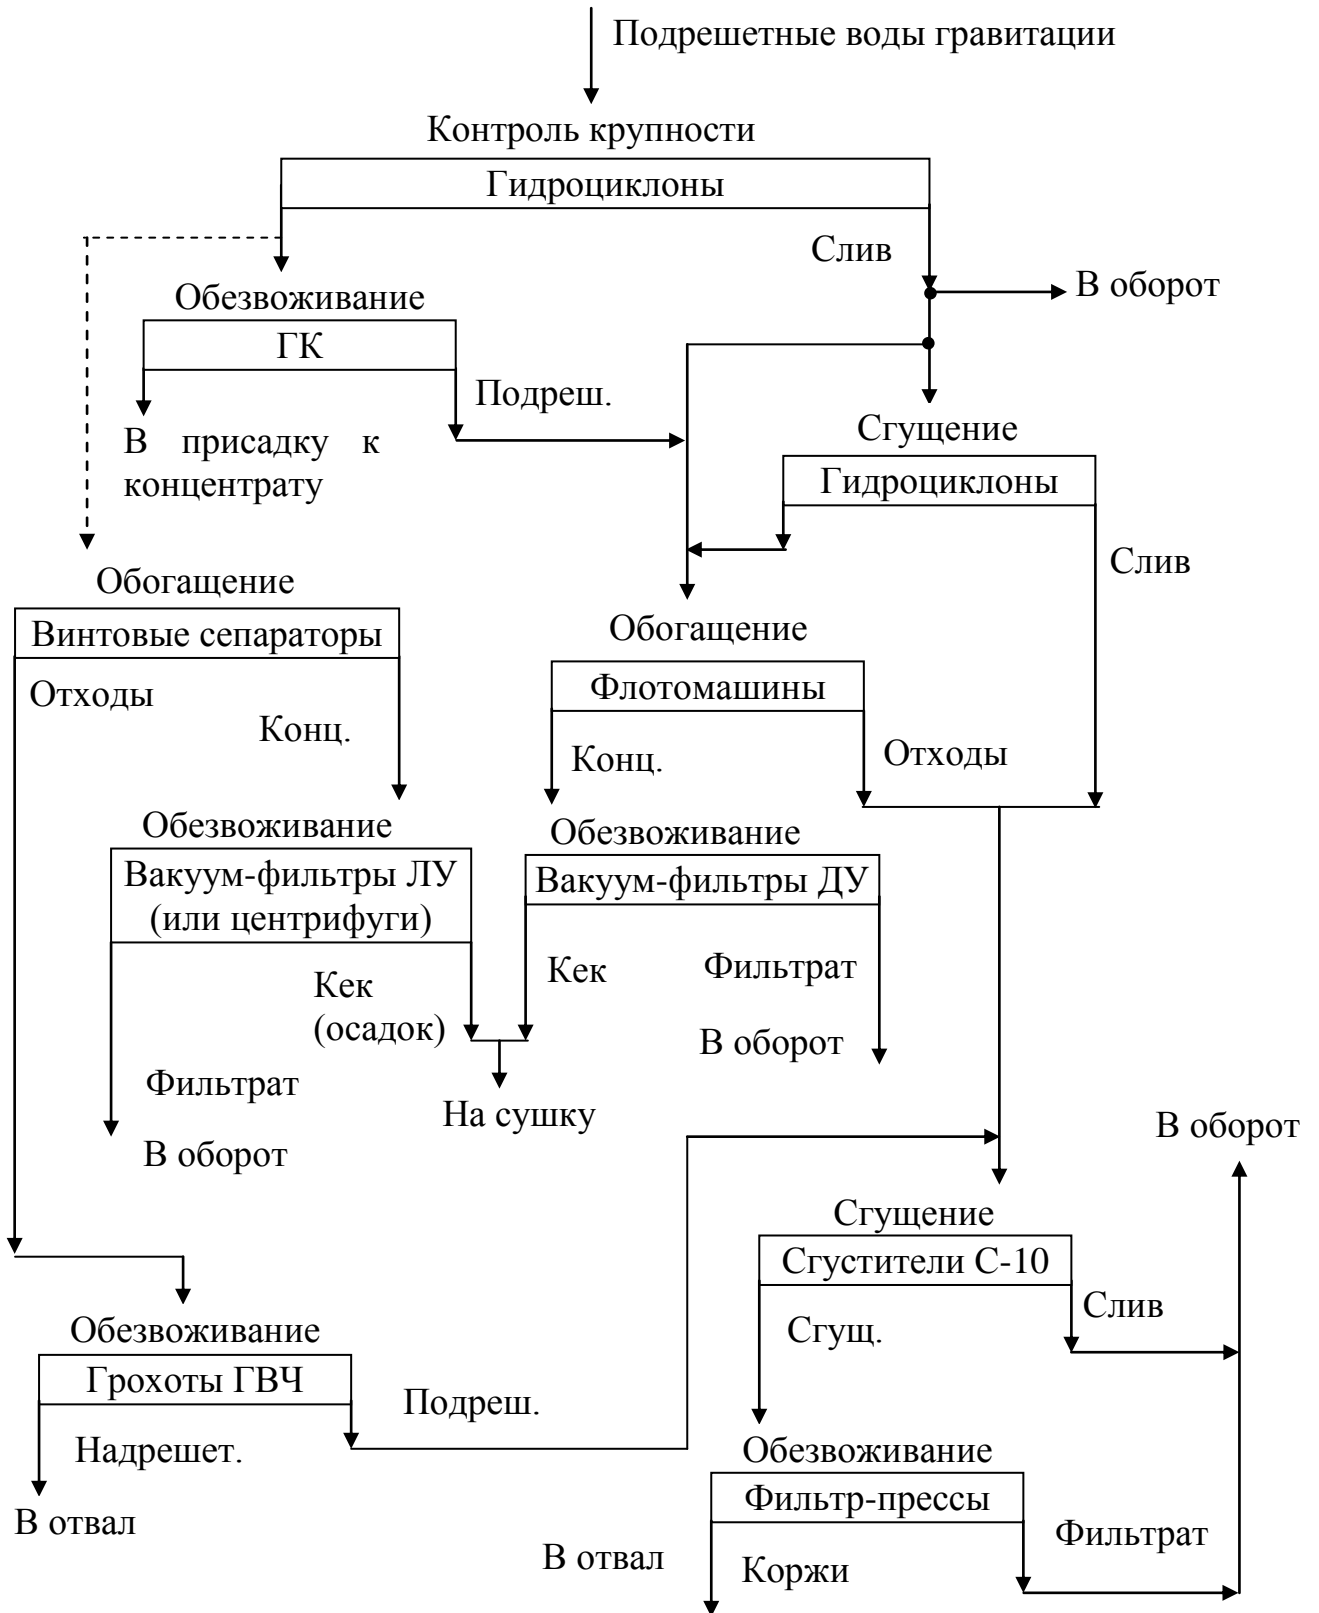 Подрешетные воды гравитации
Контроль крупности
Гидроциклоны
Слив
В оборот
Обезвоживание
ГК
Подреш.
В присадку к
концентрату
Сгущение
Гидроциклоны
Слив
Обогащение
Винтовые сепараторы
Отходы
Конц.
Обогащение
Флотомашины
Конц.
Отходы
Обезвоживание
Вакуум-фильтры ЛУ
(или центрифуги)
Кек
(осадок)
Фильтрат
В оборот
Обезвоживание
Вакуум-фильтры ДУ
Кек
Фильтрат
В оборот
На сушку
В оборот
Сгущение
Сгустители С-10
Слив
Сгущ.
Обезвоживание
Грохоты ГВЧ
Подреш.
Надрешет.
В отвал
Обезвоживание
Фильтр-прессы
Фильтрат
В отвал
Коржи